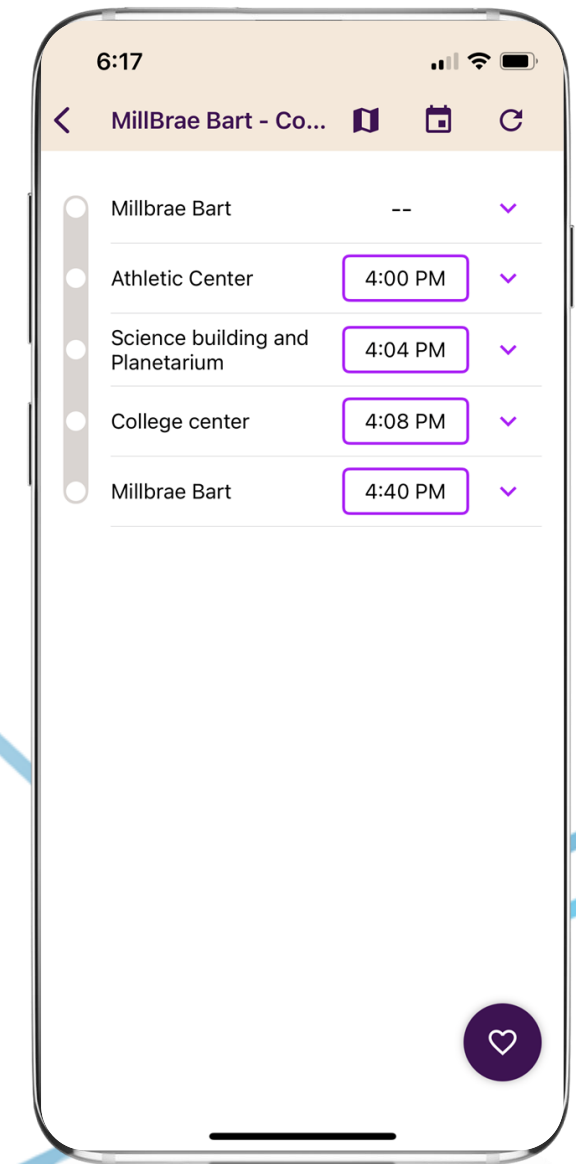 6:17
MillBrae Bart - Co...
Millbrae Bart --
Athletic Center 4:00 PM
Science building and
Planetarium 4:04 PM
College center 4:08 PM
Millbrae Bart 4:40 PM